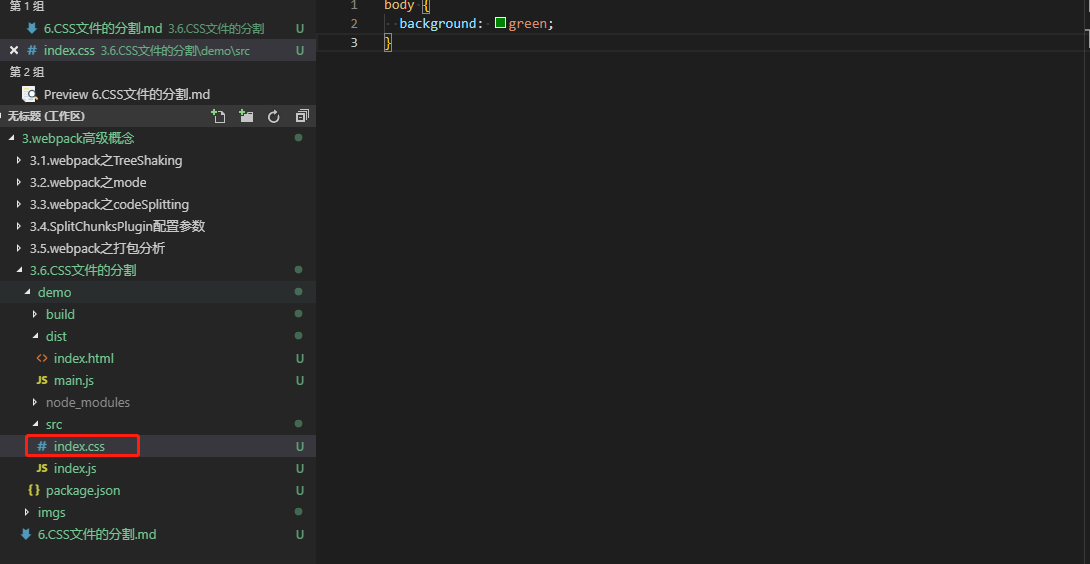 第 1 组
6.CSS文件的分割.md 3.6.CSS文件的分割 U
# index.css 3.6.CSS文件的分割\demo\src U
第 2 组
Preview 6.CSS文件的分割.md
无标题 (工作区)
3.webpack高级概念
3.1.webpack之TreeShaking
3.2.webpack之mode
3.3.webpack之codeSplitting
3.4.SplitChunksPlugin配置参数
3.5.webpack之打包分析
3.6.CSS文件的分割
demo
build
dist
<> index.html U
JS main.js U
node_modules
src
# index.css U
JS index.js U
{} package.json U
imgs
6.CSS文件的分割.md U
1 body {
2 background: green;
3 }